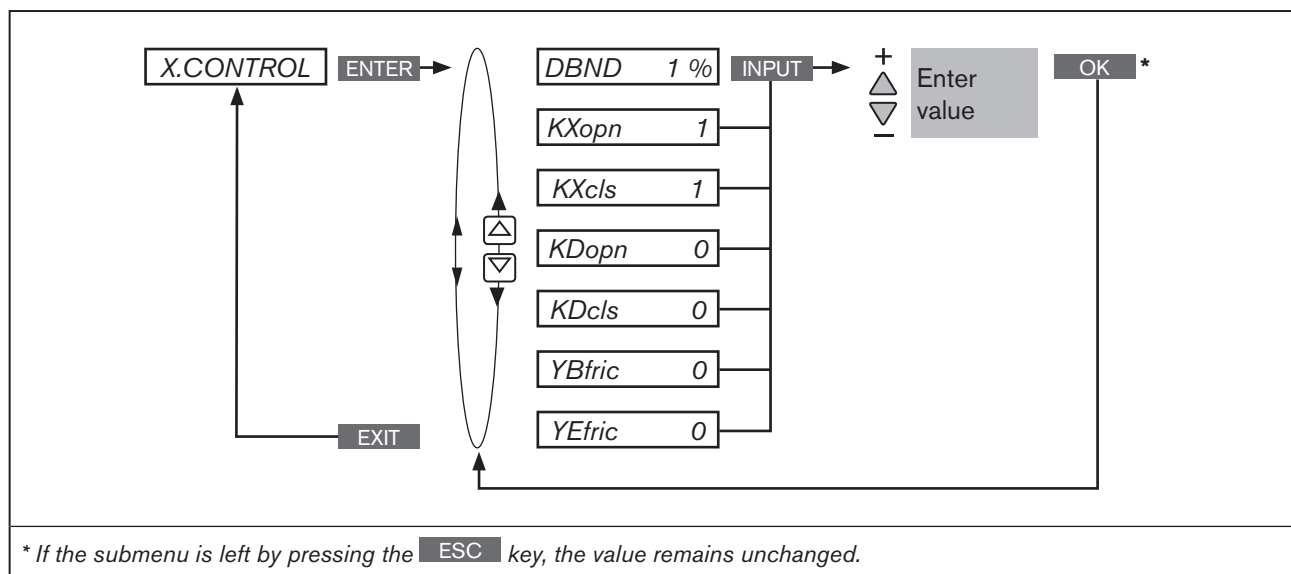 X.CONTROL ENTER DBND 1 % INPUT + Enter value − OK *
KXopn 1
KXcls 1
KDopn 0
KDcls 0
YBfric 0
YEfric 0
EXIT
* If the submenu is left by pressing the ESC key, the value remains unchanged.